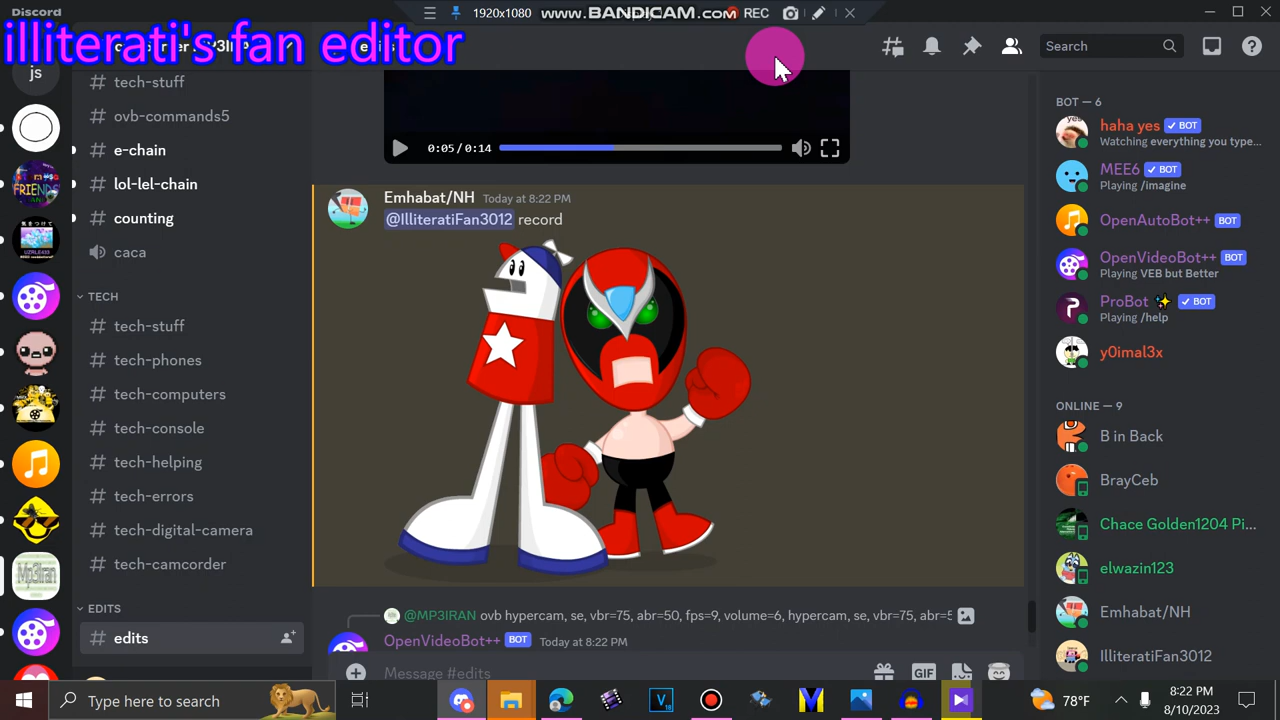 Discord
1920x1080
www.BANDICAM.com
REC
illiterati's fan editor
js
Search
tech-stuff
ovb-commands5
e-chain
lol-lel-chain
counting
caca
TECH
tech-stuff
tech-phones
tech-computers
tech-console
tech-helping
tech-errors
tech-digital-camera
tech-camcorder
EDITS
edits
FRIENDS
Mp3Iran
0:05/0:14
Emhabat/NH Today at 8:22 PM
@IlliteratiFan3012 record
@MP3IRAN ovb hypercam, se, vbr=75, abr=50, fps=9, volume=6, hypercam, se, vbr=75, abr=5
OpenVideoBot++ BOT Today at 8:22 PM
Message #edits
GIF
BOT — 6
yes
haha yes ✓ BOT
Watching everything you type...
MEE6 ✓ BOT
Playing /imagine
OpenAutoBot++ BOT
OpenVideoBot++ BOT
Playing VEB but Better
ProBot ✨ ✓ BOT
Playing /help
y0imal3x
ONLINE — 9
B in Back
BrayCeb
Chace Golden1204 Pi...
elwazin123
Emhabat/NH
IlliteratiFan3012
Type here to search
78°F
8:22 PM
8/10/2023